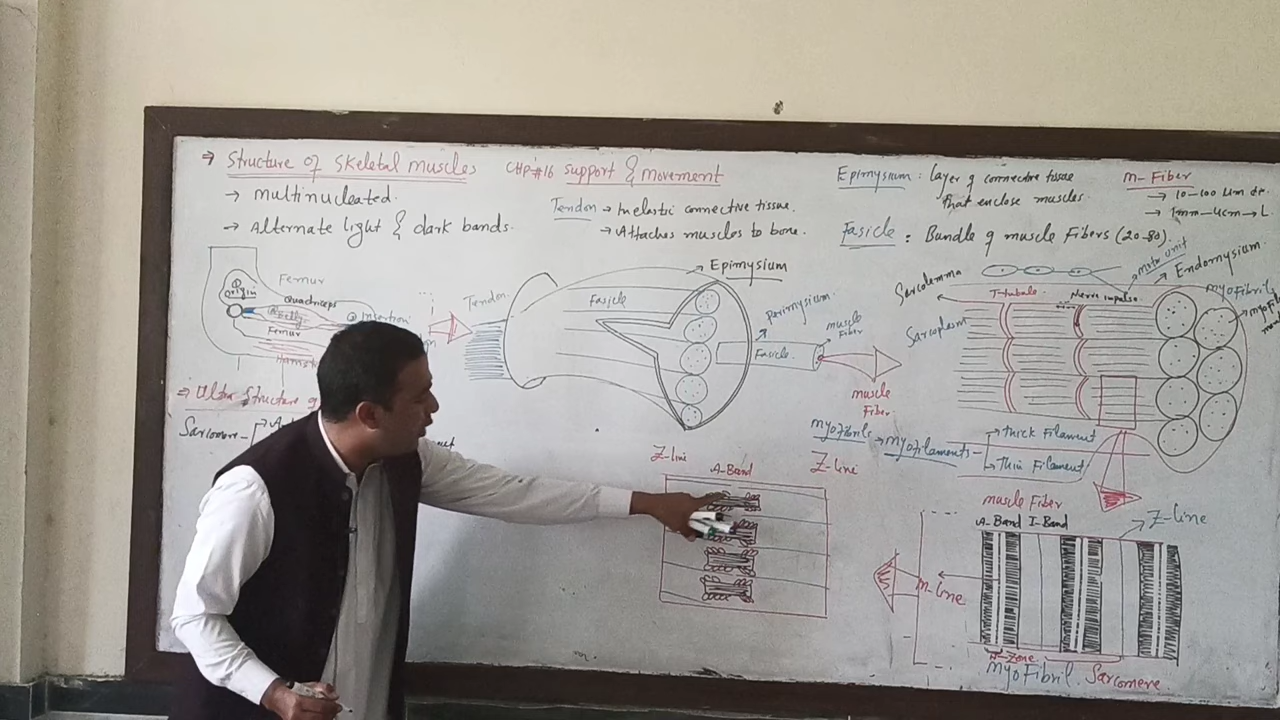 ⇒ Structure of Skeletal muscles
CHP#16 Support & movement
→ multinucleated.
→ Alternate light & dark bands.
Tendon → Inelastic connective tissue.
→ Attaches muscles to bone.
Epimysium : layer of connective tissue
that enclose muscles.
m-Fiber
→ 10-100 μm
Fasicle : Bundle of muscle Fibers (20-80).
Femur
Origin
Quadriceps
Belly
Insertion
Femur
Tendon
Fasicle
Epimysium
perimysium
muscle
Fiber
Fasicle
muscle
Fiber
Sarcolemma
motor unit
Endomysium
T-tubule
Nerve impulse
Sarcoplasm
myofibril
⇒ Ultra Structure of
Sarcomere
myofibrils → myofilaments
→ thick Filament
→ Thin Filament
Z-line
A-Band
Z-line
muscle Fiber
A-Band I-Band
Z-line
m-line
H-Zone
myoFibril
Sarcomere